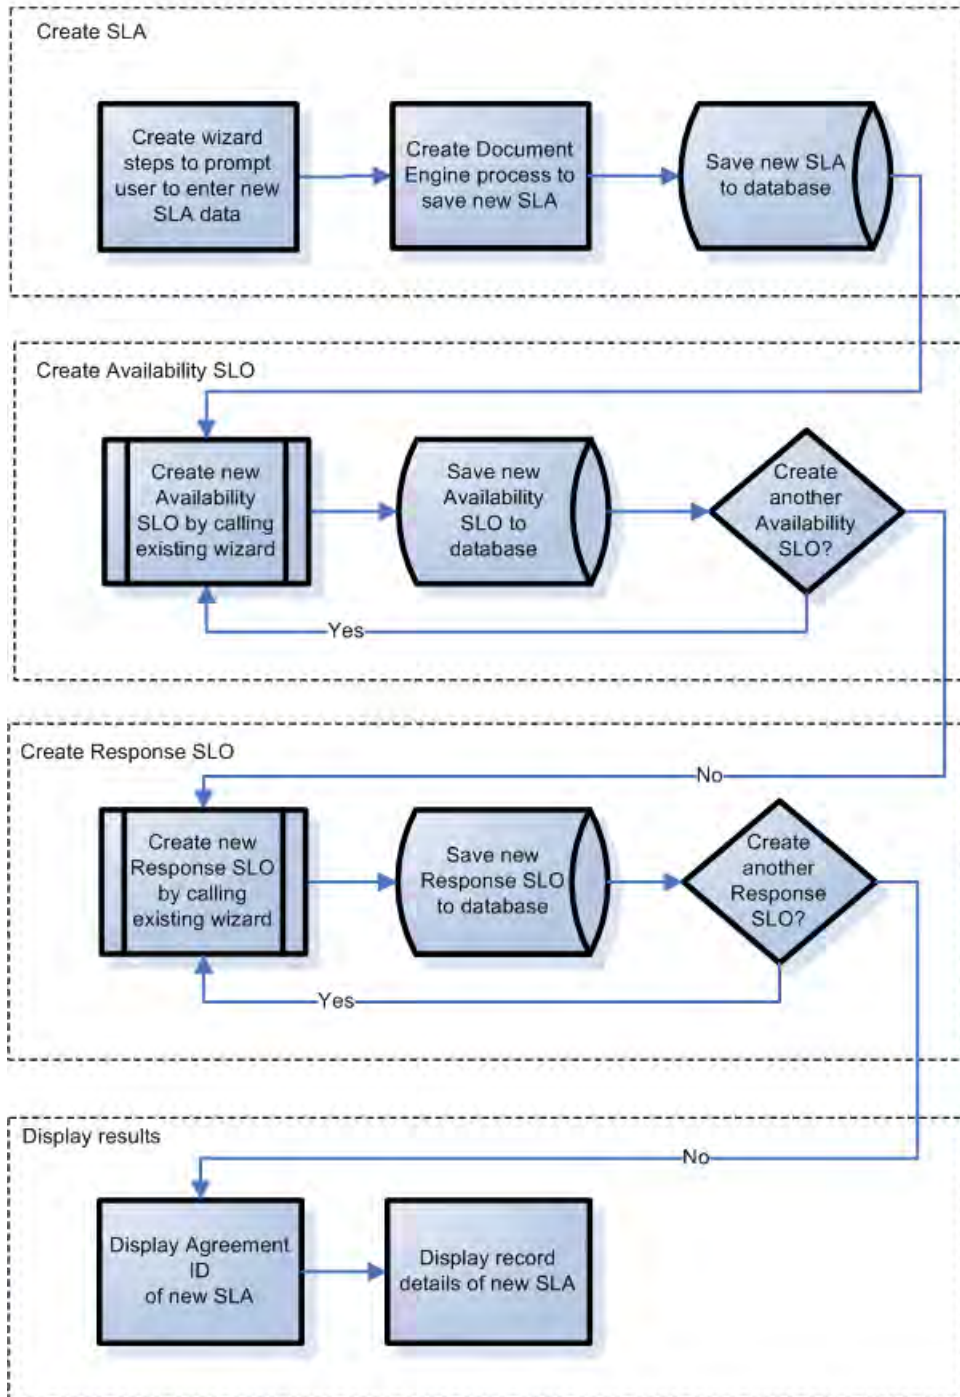 Create SLA
Create wizard
steps to prompt
user to enter new
SLA data
Create Document
Engine process to
save new SLA
Save new SLA
to database
Create Availability SLO
Create new
Availability
SLO by calling
existing wizard
Save new
Availability
SLO to
database
Create
another
Availability
SLO?
Yes
Create Response SLO
No
Create new
Response SLO
by calling
existing wizard
Save new
Response SLO
to database
Create
another
Response
SLO?
Yes
Display results
No
Display Agreement
ID
of new SLA
Display record
details of new SLA